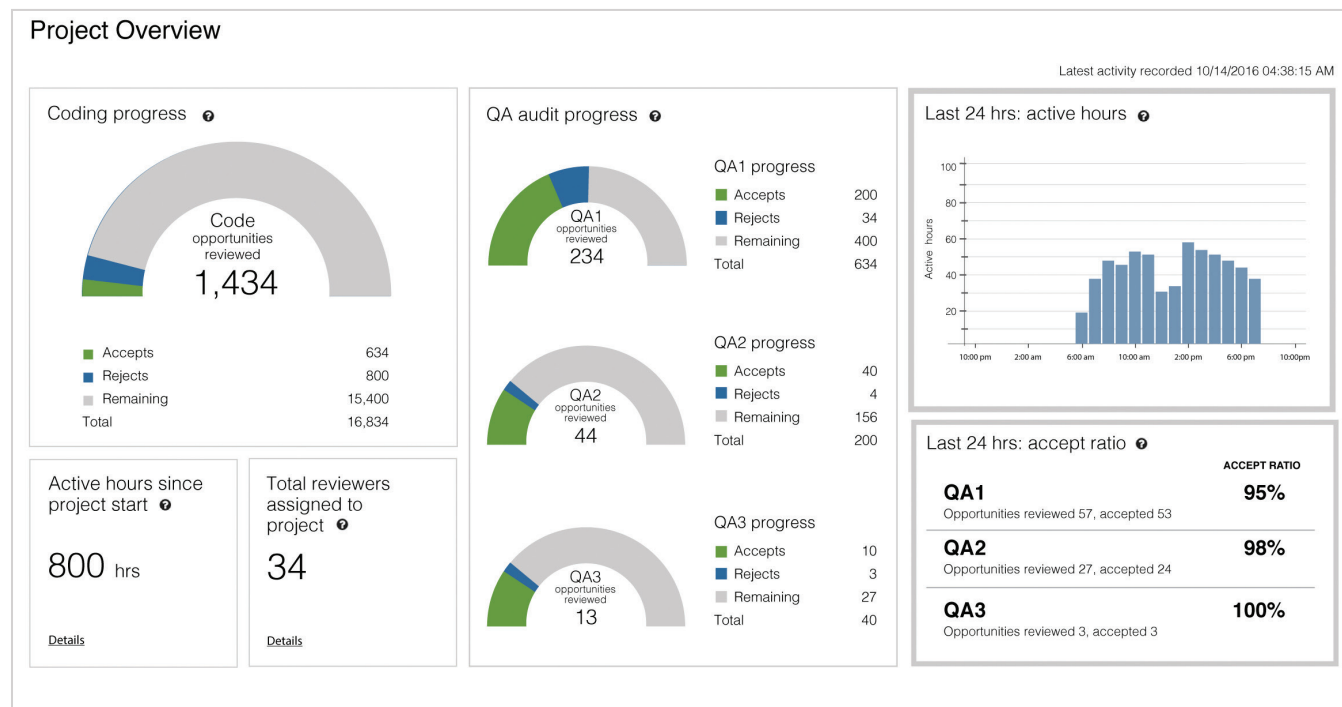 Project Overview
Latest activity recorded 10/14/2016 04:38:15 AM
Coding progress ?
Code
opportunities
reviewed
1,434
Accepts 634
Rejects 800
Remaining 15,400
Total 16,834
Active hours since
project start ?
800 hrs
Details
Total reviewers
assigned to
project ?
34
Details
QA audit progress ?
QA1
opportunities
reviewed
234
QA1 progress
Accepts 200
Rejects 34
Remaining 400
Total 634
QA2
opportunities
reviewed
44
QA2 progress
Accepts 40
Rejects 4
Remaining 156
Total 200
QA3
opportunities
reviewed
13
QA3 progress
Accepts 10
Rejects 3
Remaining 27
Total 40
Last 24 hrs: active hours ?
Active hours
100
80
60
40
20
10:00 pm 2:00 am 6:00 am 10:00 am 2:00 pm 6:00 pm 10:00pm
Last 24 hrs: accept ratio ?
ACCEPT RATIO
QA1 95%
Opportunities reviewed 57, accepted 53
QA2 98%
Opportunities reviewed 27, accepted 24
QA3 100%
Opportunities reviewed 3, accepted 3